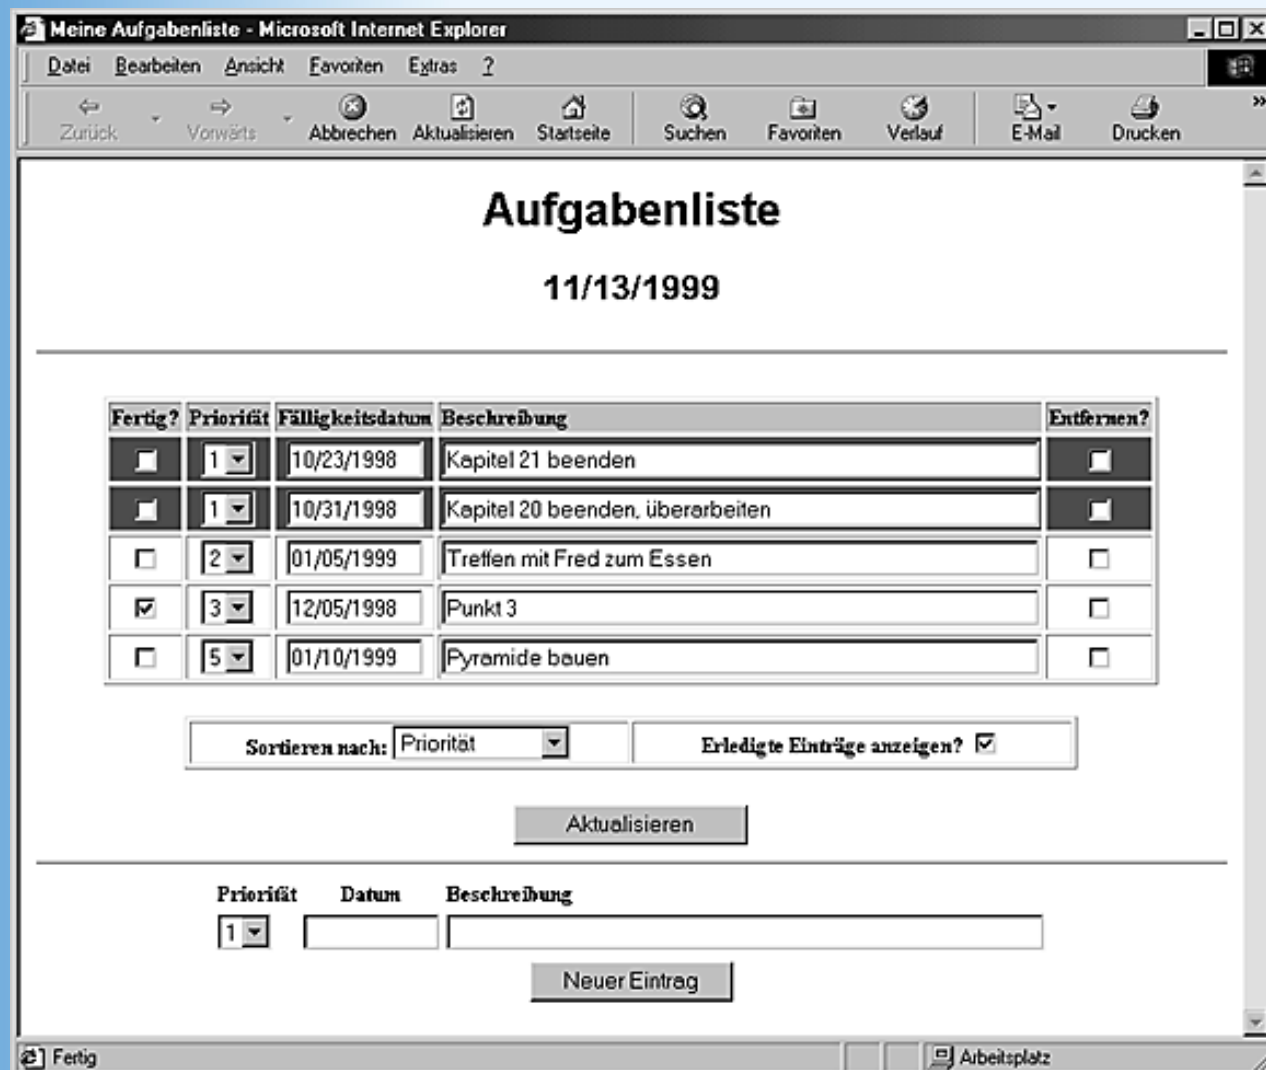 Meine Aufgabenliste - Microsoft Internet Explorer
Datei Bearbeiten Ansicht Favoriten Extras ?
Zurück Vorwärts Abbrechen Aktualisieren Startseite Suchen Favoriten Verlauf E-Mail Drucken »
Aufgabenliste
11/13/1999
Fertig? Priorität Fälligkeitsdatum Beschreibung Entfernen?
1 10/23/1998 Kapitel 21 beenden
1 10/31/1998 Kapitel 20 beenden, überarbeiten
2 01/05/1999 Treffen mit Fred zum Essen
3 12/05/1998 Punkt 3
5 01/10/1999 Pyramide bauen
Sortieren nach: Priorität Erledigte Einträge anzeigen?
Aktualisieren
Priorität Datum Beschreibung
1
Neuer Eintrag
Fertig Arbeitsplatz